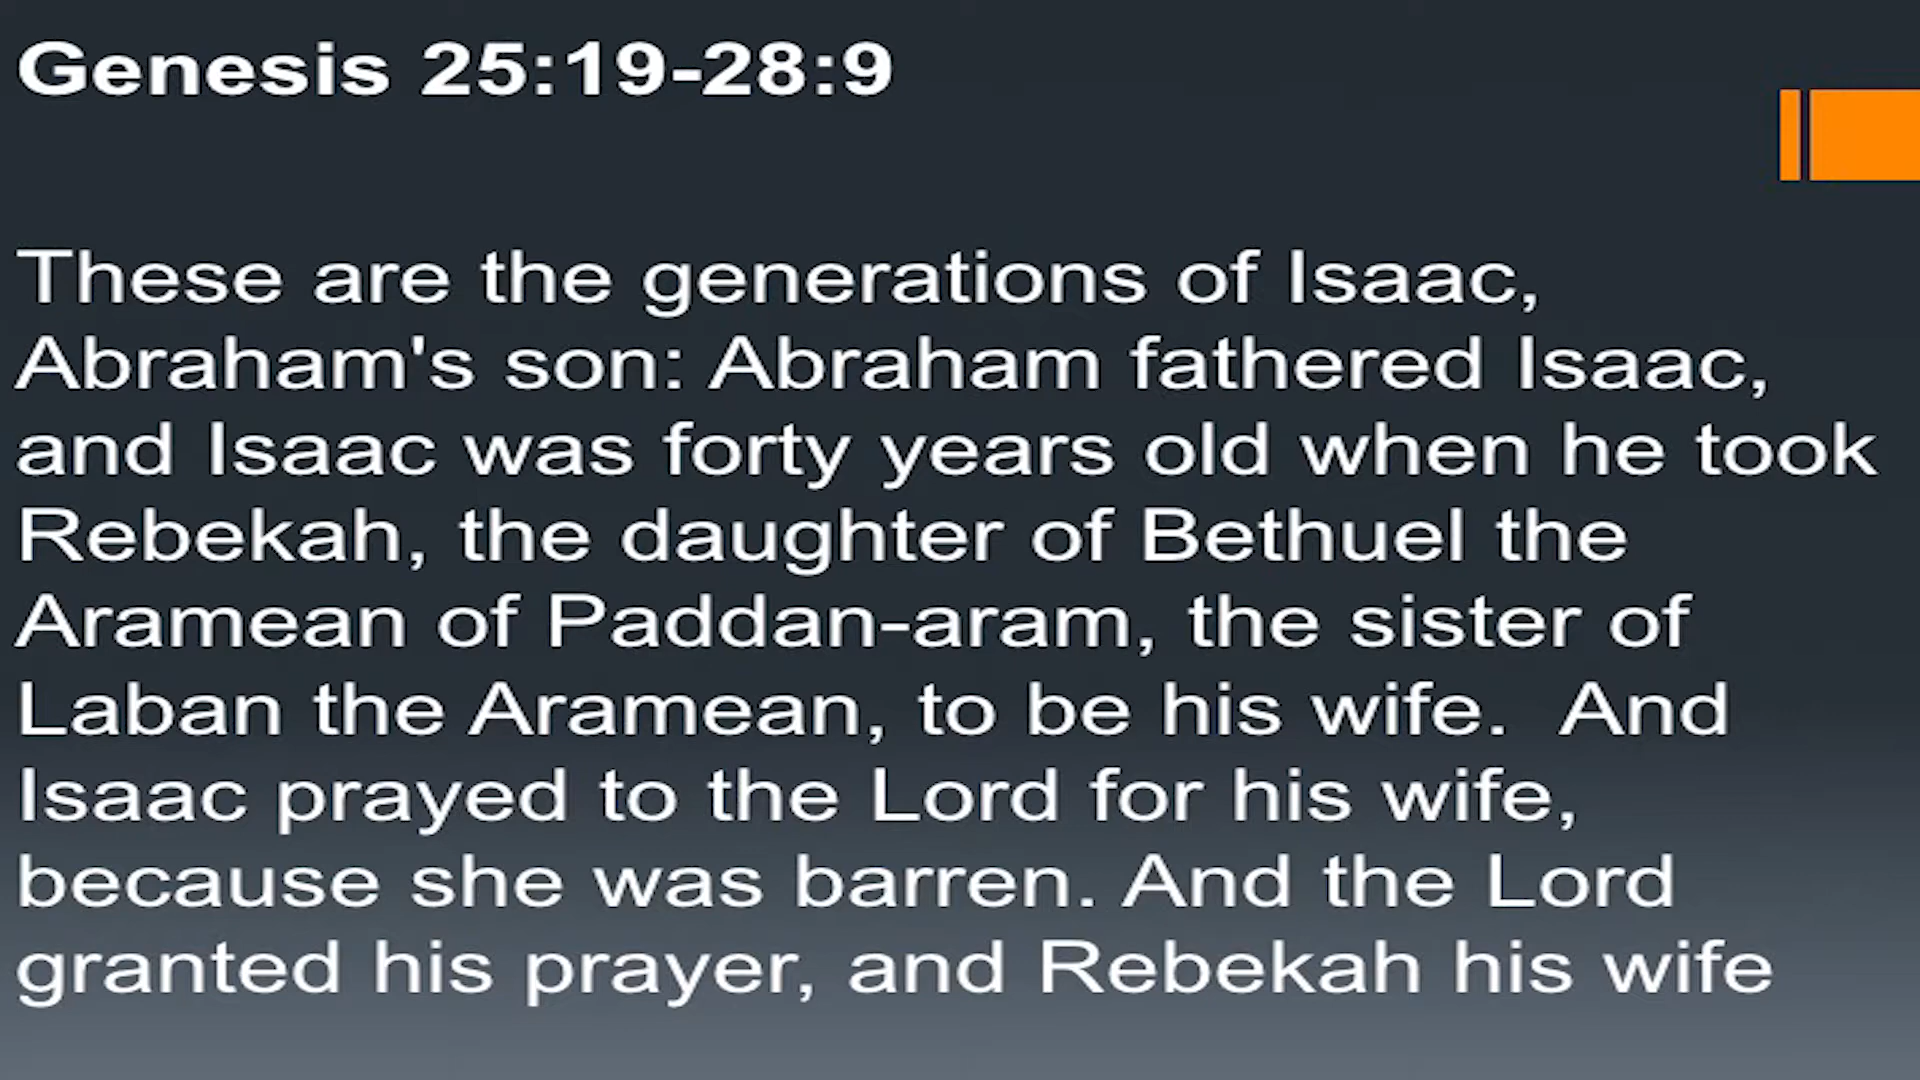 Genesis 25:19-28:9
These are the generations of Isaac,
Abraham's son: Abraham fathered Isaac,
and Isaac was forty years old when he took
Rebekah, the daughter of Bethuel the
Aramean of Paddan-aram, the sister of
Laban the Aramean, to be his wife.  And
Isaac prayed to the Lord for his wife,
because she was barren. And the Lord
granted his prayer, and Rebekah his wife